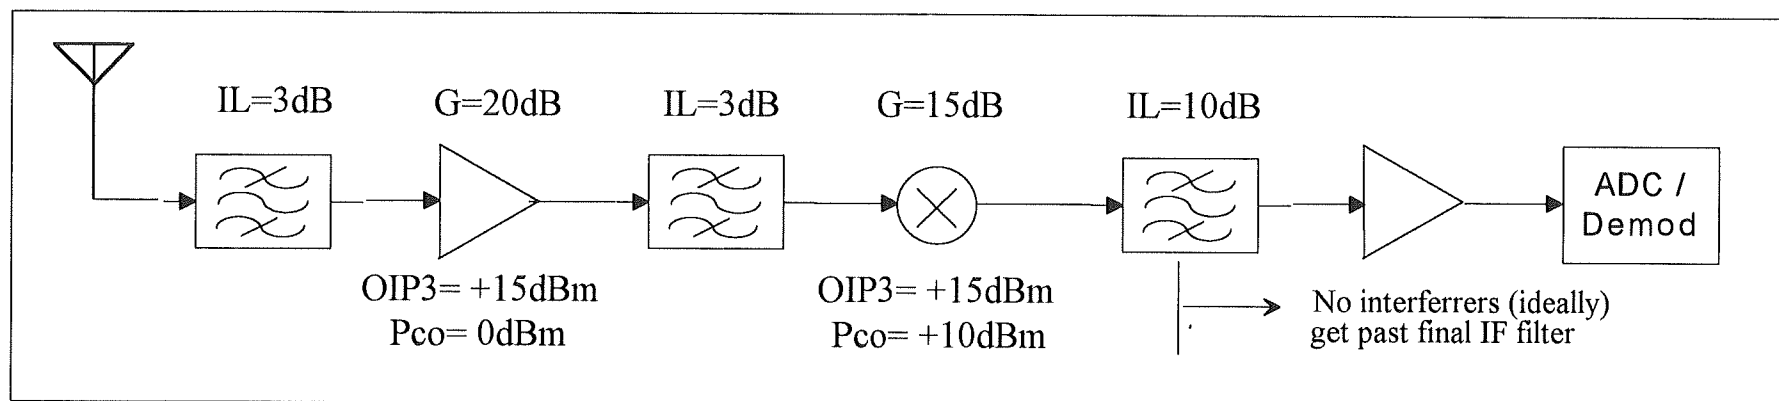 IL=3dB
G=20dB
IL=3dB
G=15dB
IL=10dB
ADC /
Demod
OIP3= +15dBm
Pco= 0dBm
OIP3= +15dBm
Pco= +10dBm
No interferrers (ideally)
get past final IF filter